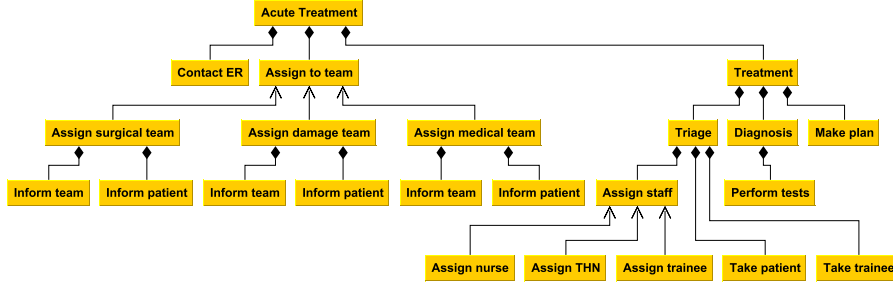 Acute Treatment
Contact ER
Assign to team
Treatment
Assign surgical team
Assign damage team
Assign medical team
Triage
Diagnosis
Make plan
Inform team
Inform patient
Inform team
Inform patient
Inform team
Inform patient
Assign staff
Perform tests
Assign nurse
Assign THN
Assign trainee
Take patient
Take trainee